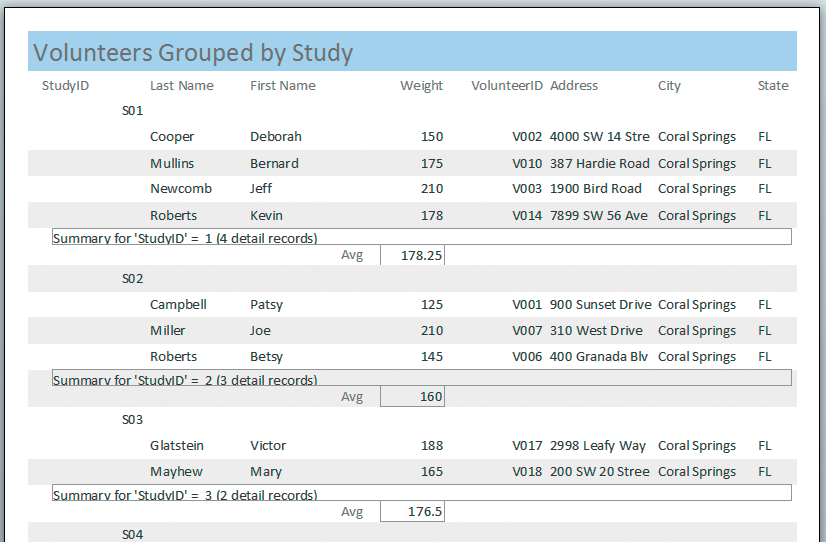 Volunteers Grouped by Study
StudyID Last Name First Name Weight VolunteerID Address City State
S01
Cooper Deborah 150 V002 4000 SW 14 Stre Coral Springs FL
Mullins Bernard 175 V010 387 Hardie Road Coral Springs FL
Newcomb Jeff 210 V003 1900 Bird Road Coral Springs FL
Roberts Kevin 178 V014 7899 SW 56 Ave Coral Springs FL
Summary for 'StudyID' = 1 (4 detail records)
Avg 178.25
S02
Campbell Patsy 125 V001 900 Sunset Drive Coral Springs FL
Miller Joe 210 V007 310 West Drive Coral Springs FL
Roberts Betsy 145 V006 400 Granada Blv Coral Springs FL
Summary for 'StudyID' = 2 (3 detail records)
Avg 160
S03
Glatstein Victor 188 V017 2998 Leafy Way Coral Springs FL
Mayhew Mary 165 V018 200 SW 20 Stree Coral Springs FL
Summary for 'StudyID' = 3 (2 detail records)
Avg 176.5
S04